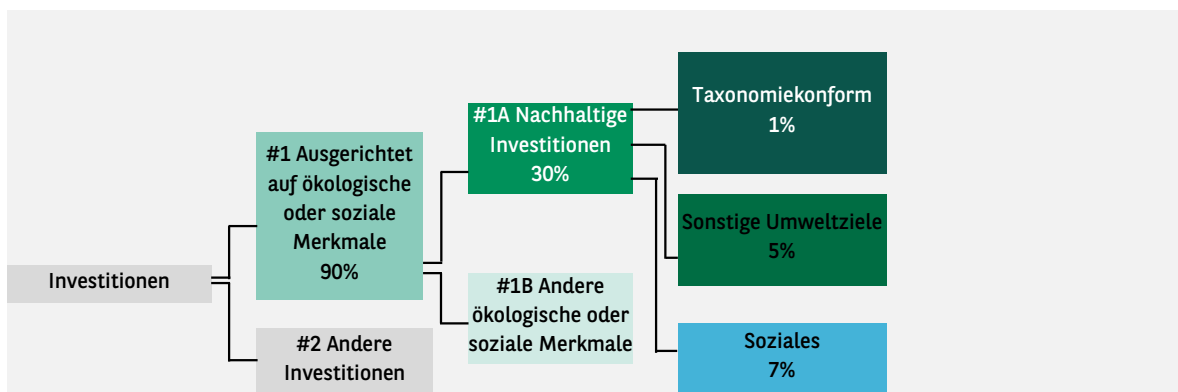 Investitionen
#1 Ausgerichtet
auf ökologische
oder soziale
Merkmale
90%
#2 Andere
Investitionen
#1A Nachhaltige
Investitionen
30%
#1B Andere
ökologische oder
soziale Merkmale
Taxonomiekonform
1%
Sonstige Umweltziele
5%
Soziales
7%